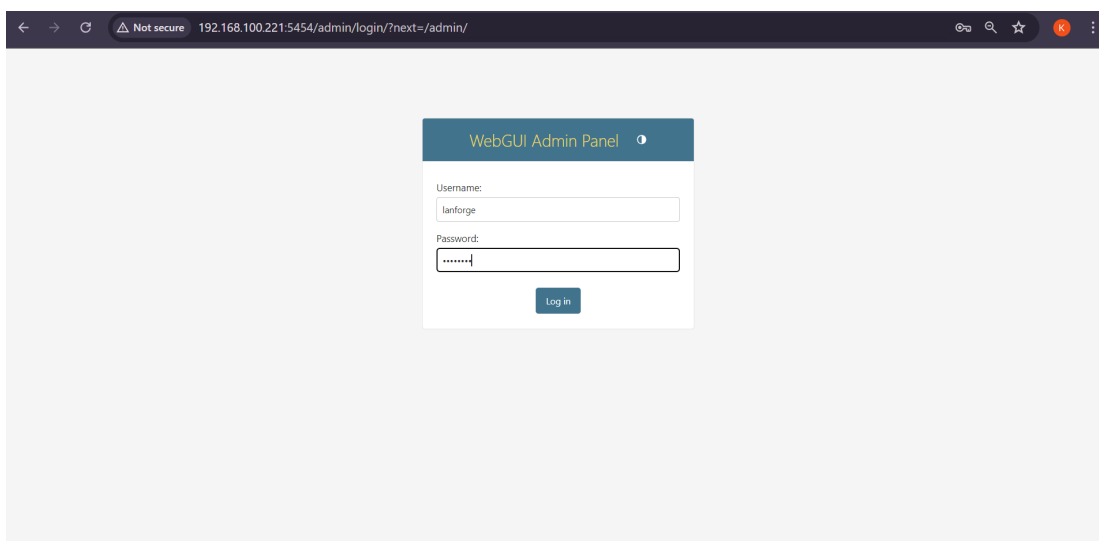 Not secure 192.168.100.221:5454/admin/login/?next=/admin/
K
WebGUI Admin Panel
Username:
lanforge
Password:
••••••••
Log in